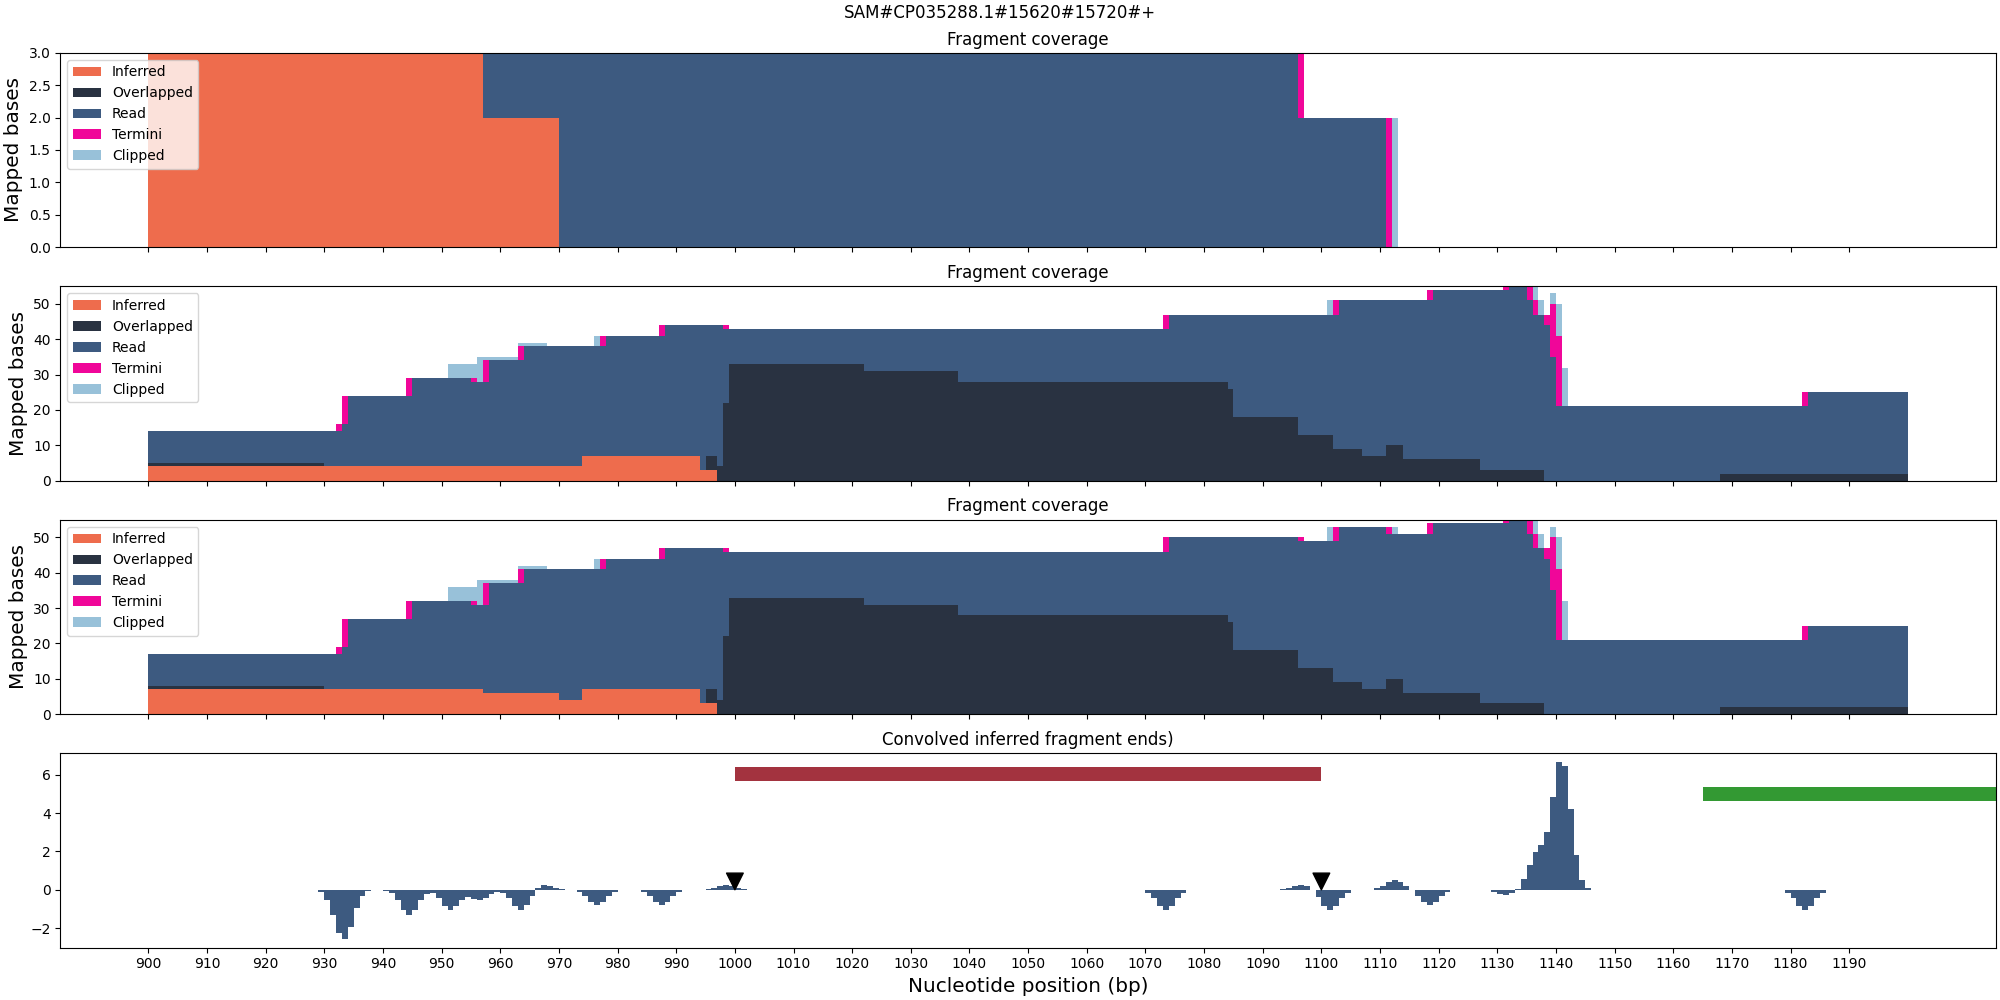 SAM#CP035288.1#15620#15720#+
Fragment coverage
Mapped bases
3.0
2.5
2.0
1.5
1.0
0.5
0.0
Inferred
Overlapped
Read
Termini
Clipped
Fragment coverage
Mapped bases
50
40
30
20
10
0
Inferred
Overlapped
Read
Termini
Clipped
Fragment coverage
Mapped bases
50
40
30
20
10
0
Inferred
Overlapped
Read
Termini
Clipped
Convolved inferred fragment ends)
6
4
2
0
−2
900 910 920 930 940 950 960 970 980 990 1000 1010 1020 1030 1040 1050 1060 1070 1080 1090 1100 1110 1120 1130 1140 1150 1160 1170 1180 1190
Nucleotide position (bp)